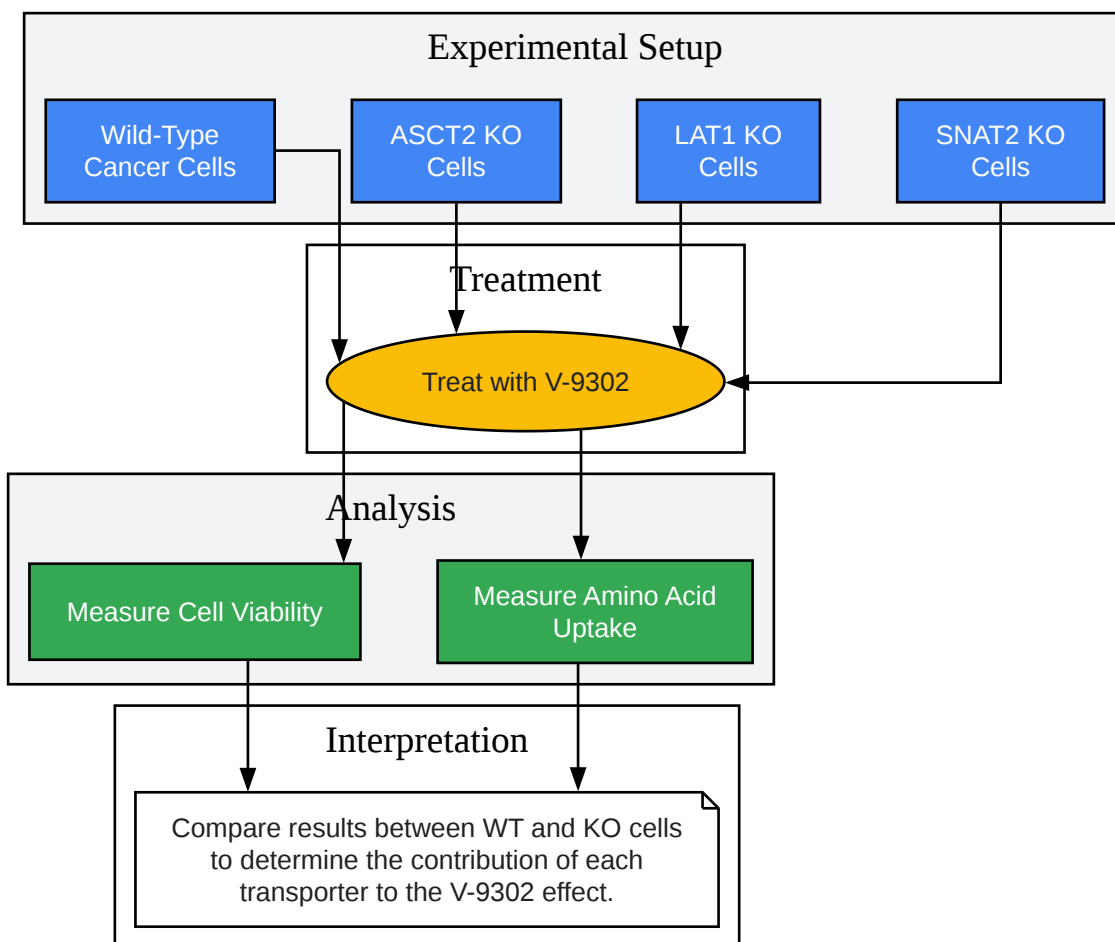 Experimental Setup
Wild-Type
Cancer Cells
ASCT2 KO
Cells
LAT1 KO
Cells
SNAT2 KO
Cells
Treatment
Treat with V-9302
Analysis
Measure Cell Viability
Measure Amino Acid
Uptake
Interpretation
Compare results between WT and KO cells
to determine the contribution of each
transporter to the V-9302 effect.